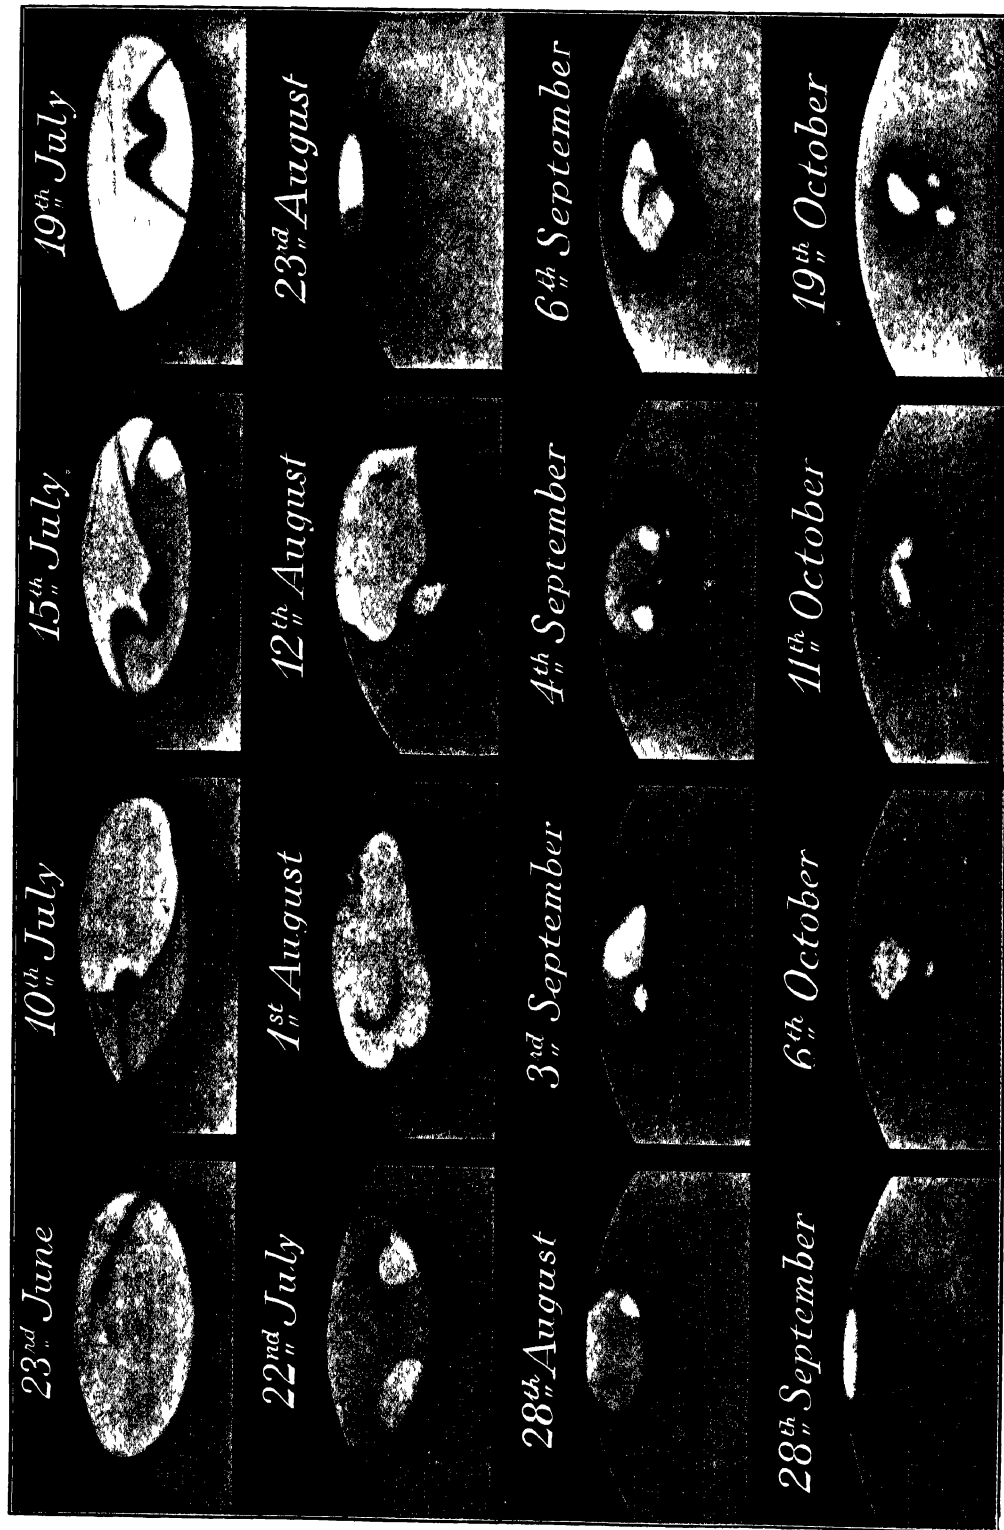 23rd June
10th July
15th July
19th July
22nd July
1st August
12th August
23rd August
28th August
3rd September
4th September
6th September
28th September
6th October
11th October
19th October